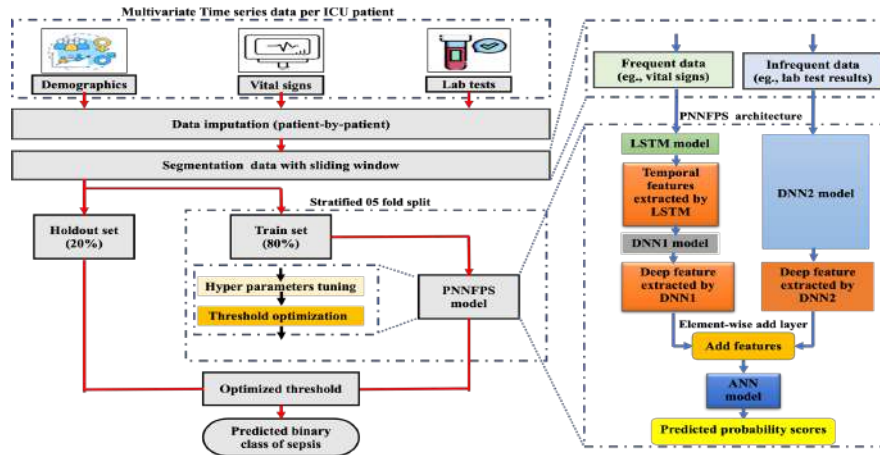 Multivariate Time series data per ICU patient
Demographics
Vital signs
Lab tests
Data imputation (patient-by-patient)
Segmentation data with sliding window
Stratified 05 fold split
Holdout set
(20%)
Train set
(80%)
Hyper parameters tuning
Threshold optimization
PNNFPS
model
Optimized threshold
Predicted binary
class of sepsis
Frequent data
(eg., vital signs)
Infrequent data
(eg., lab test results)
PNNFPS architecture
LSTM model
Temporal
features
extracted by
LSTM
DNN1 model
Deep feature
extracted by
DNN1
DNN2 model
Deep feature
extracted by
DNN2
Element-wise add layer
Add features
ANN
model
Predicted probability scores